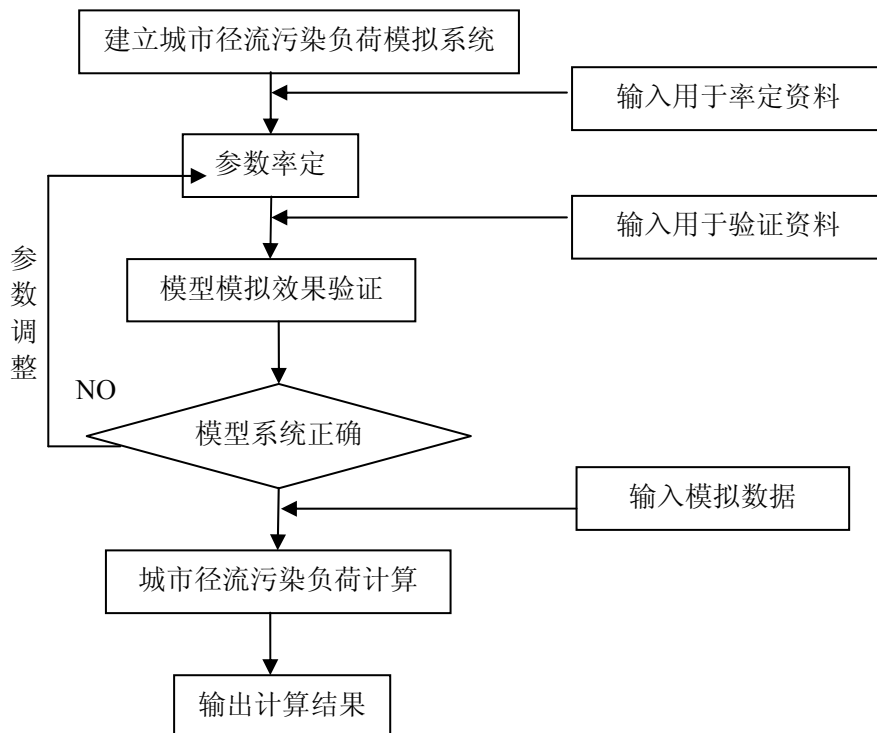 建立城市径流污染负荷模拟系统
输入用于率定资料
参数率定
输入用于验证资料
模型模拟效果验证
参数调整
NO
模型系统正确
输入模拟数据
城市径流污染负荷计算
输出计算结果